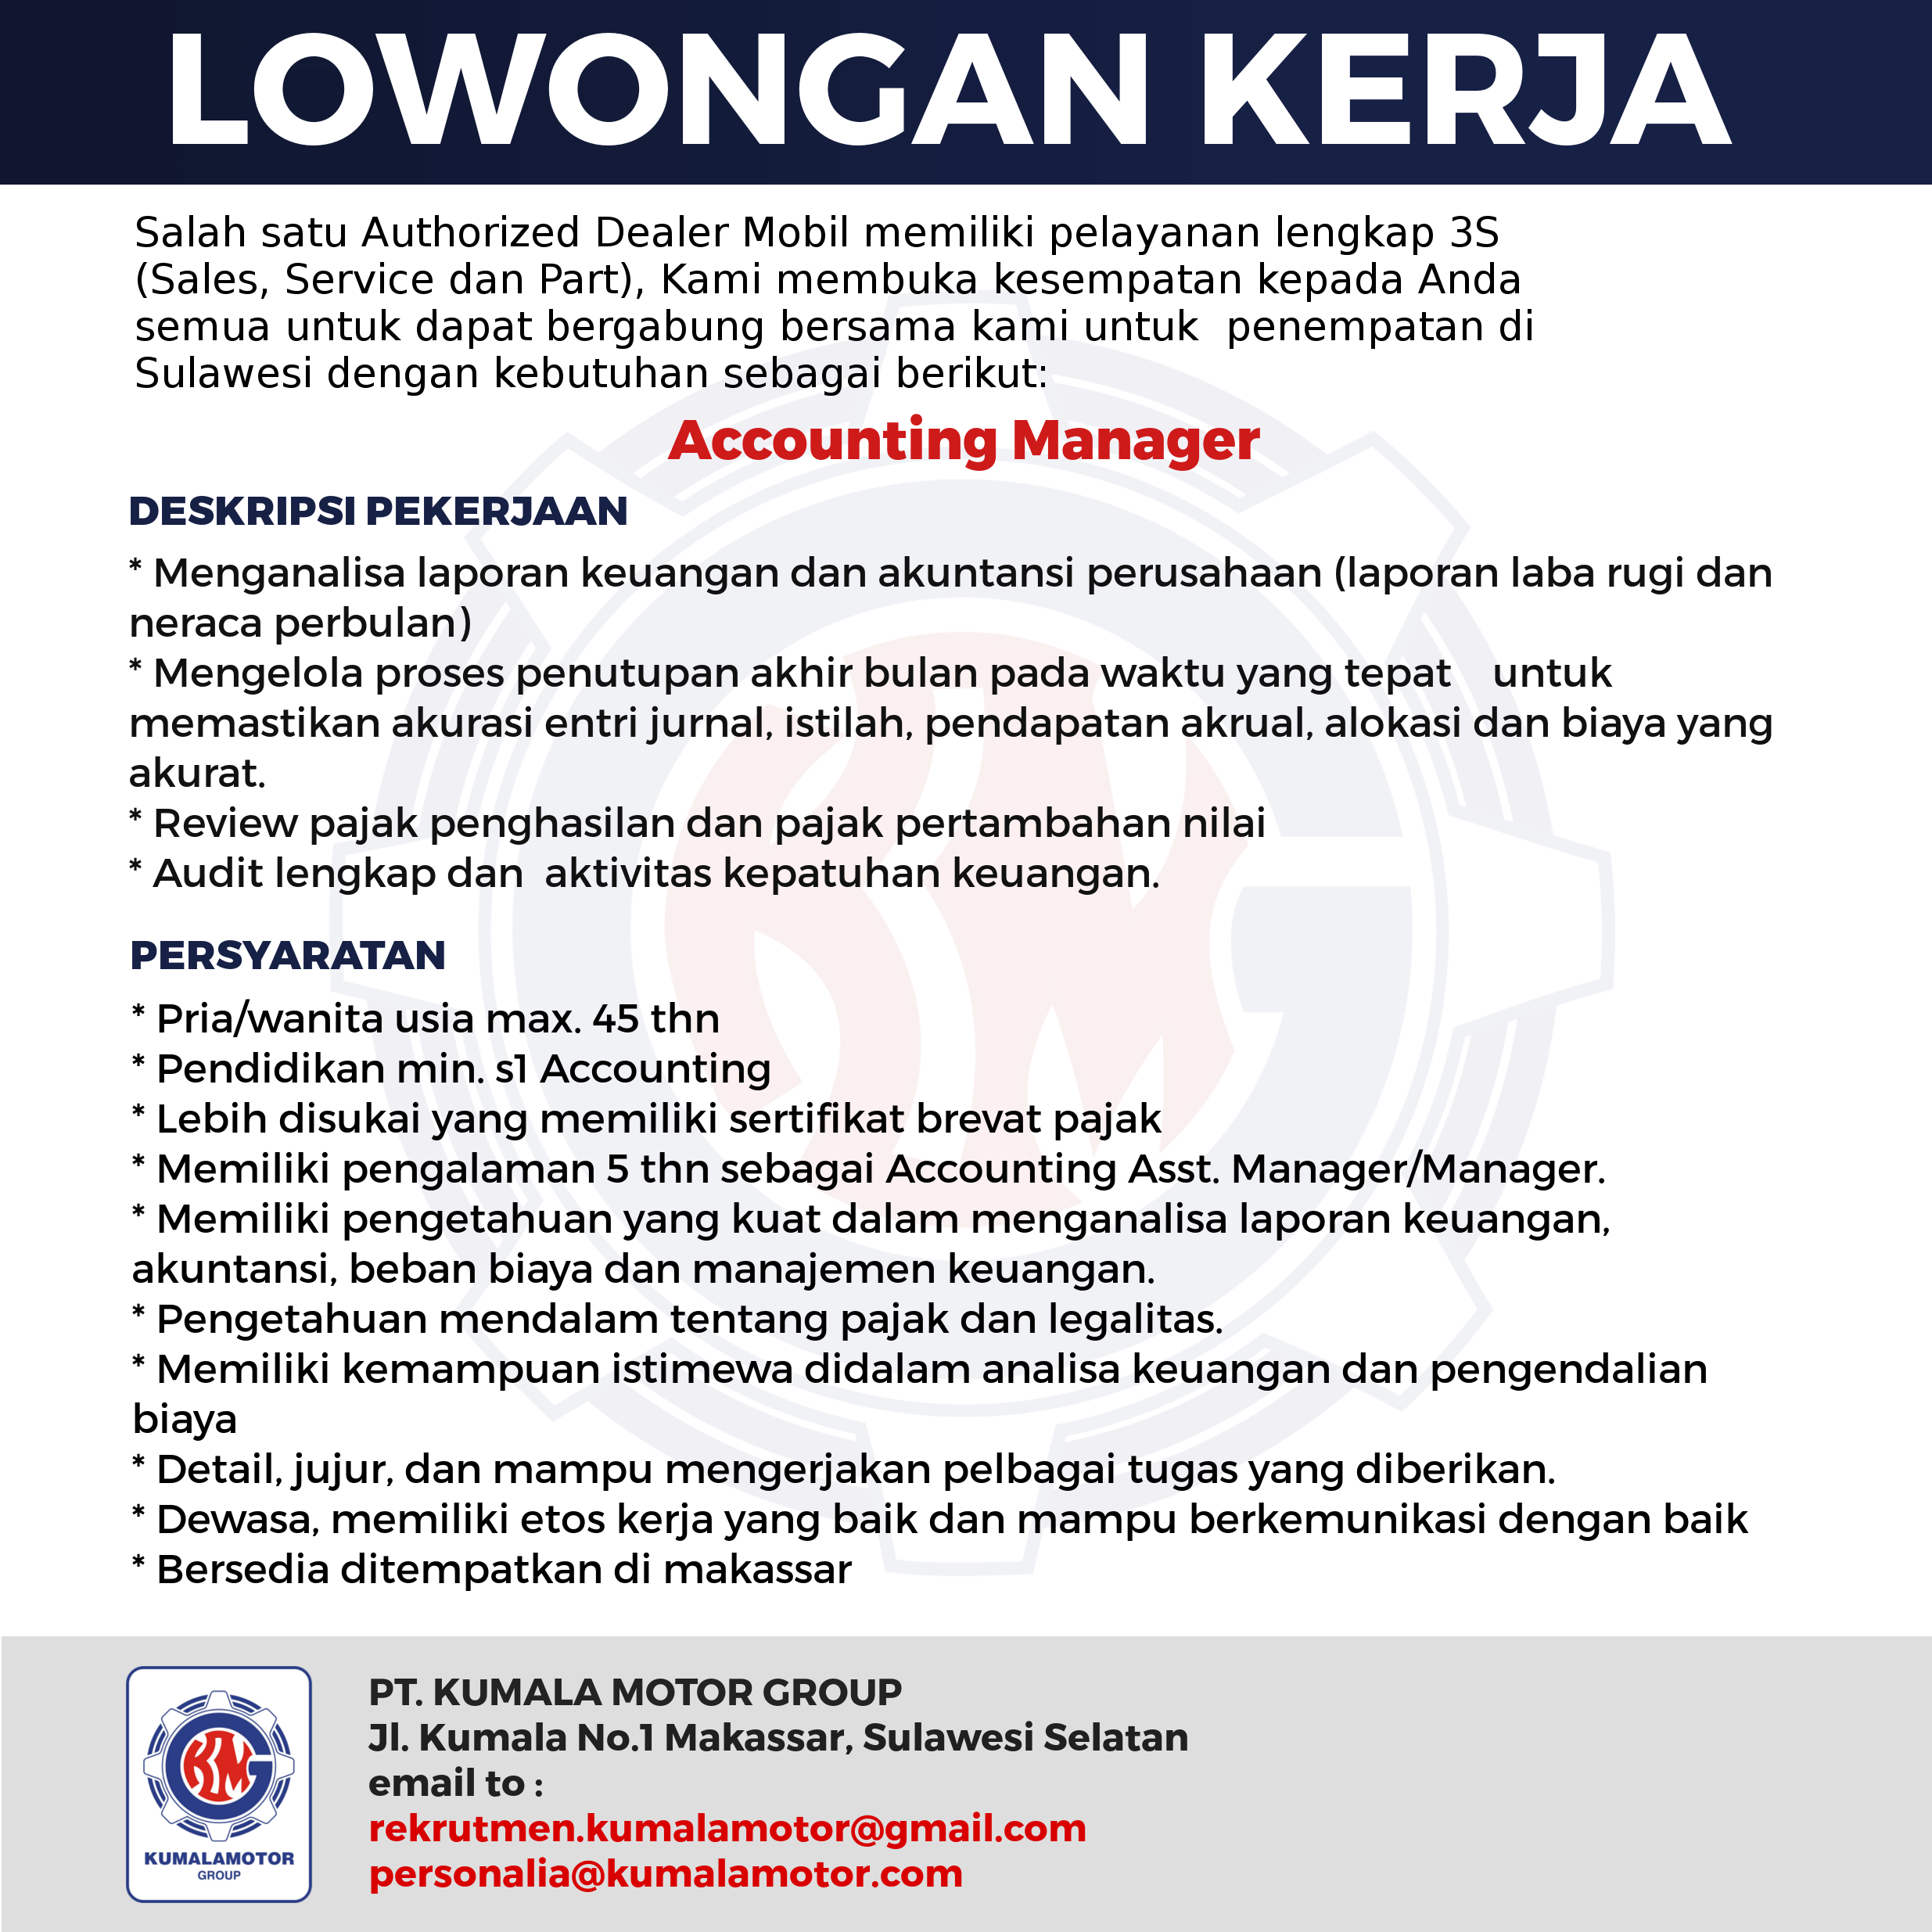 LOWONGAN KERJA
Salah satu Authorized Dealer Mobil memiliki pelayanan lengkap 3S
(Sales, Service dan Part), Kami membuka kesempatan kepada Anda
semua untuk dapat bergabung bersama kami untuk  penempatan di
Sulawesi dengan kebutuhan sebagai berikut:
Accounting Manager
DESKRIPSI PEKERJAAN
* Menganalisa laporan keuangan dan akuntansi perusahaan (laporan laba rugi dan
neraca perbulan)
* Mengelola proses penutupan akhir bulan pada waktu yang tepat    untuk
memastikan akurasi entri jurnal, istilah, pendapatan akrual, alokasi dan biaya yang
akurat.
* Review pajak penghasilan dan pajak pertambahan nilai
* Audit lengkap dan  aktivitas kepatuhan keuangan.
PERSYARATAN
* Pria/wanita usia max. 45 thn
* Pendidikan min. s1 Accounting
* Lebih disukai yang memiliki sertifikat brevat pajak
* Memiliki pengalaman 5 thn sebagai Accounting Asst. Manager/Manager.
* Memiliki pengetahuan yang kuat dalam menganalisa laporan keuangan,
akuntansi, beban biaya dan manajemen keuangan.
* Pengetahuan mendalam tentang pajak dan legalitas.
* Memiliki kemampuan istimewa didalam analisa keuangan dan pengendalian
biaya
* Detail, jujur, dan mampu mengerjakan pelbagai tugas yang diberikan.
* Dewasa, memiliki etos kerja yang baik dan mampu berkemunikasi dengan baik
* Bersedia ditempatkan di makassar
KMG
KUMALAMOTOR
GROUP
PT. KUMALA MOTOR GROUP
Jl. Kumala No.1 Makassar, Sulawesi Selatan
email to :
rekrutmen.kumalamotor@gmail.com
personalia@kumalamotor.com